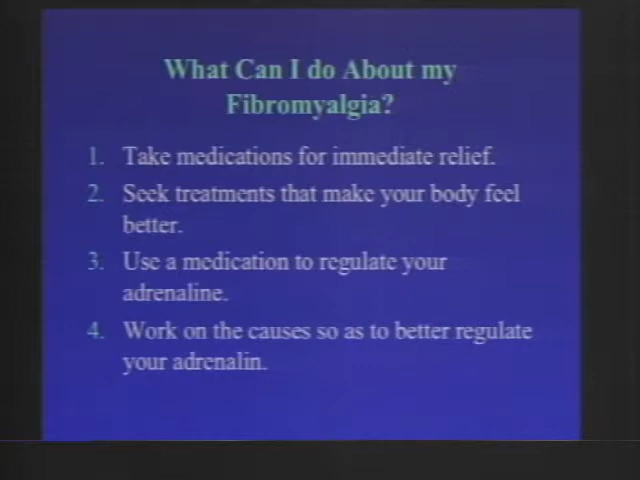 What Can I do About my
Fibromyalgia?
1. Take medications for immediate relief.
2. Seek treatments that make your body feel
better.
3. Use a medication to regulate your
adrenaline.
4. Work on the causes so as to better regulate
your adrenalin.